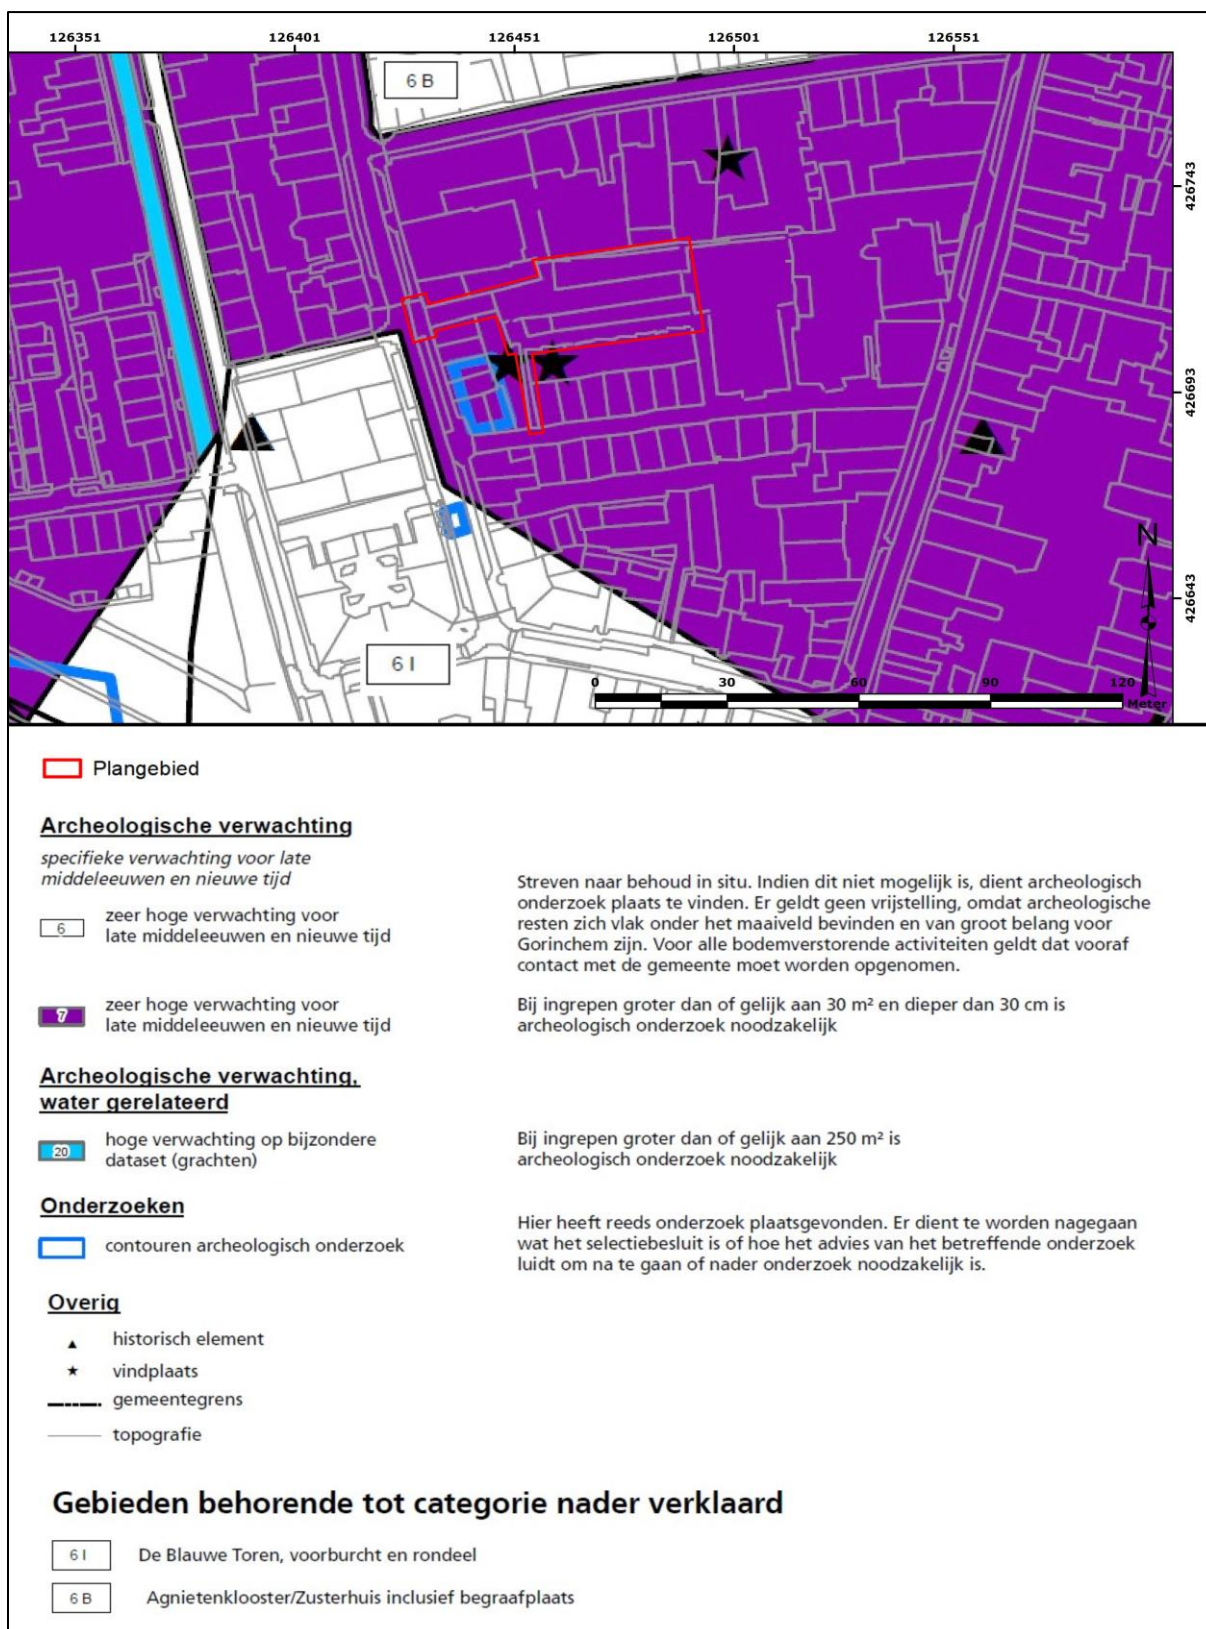 126351 126401 126451 126501 126551
6 B
426743
426693
N
426643
6 I
0 30 60 90 120
Meter
Plangebied
Archeologische verwachting
specifieke verwachting voor late
middeleeuwen en nieuwe tijd
6
zeer hoge verwachting voor
late middeleeuwen en nieuwe tijd
Streven naar behoud in situ. Indien dit niet mogelijk is, dient archeologisch
onderzoek plaats te vinden. Er geldt geen vrijstelling, omdat archeologische
resten zich vlak onder het maaiveld bevinden en van groot belang voor
Gorinchem zijn. Voor alle bodemverstorende activiteiten geldt dat vooraf
contact met de gemeente moet worden opgenomen.
7
zeer hoge verwachting voor
late middeleeuwen en nieuwe tijd
Bij ingrepen groter dan of gelijk aan 30 m² en dieper dan 30 cm is
archeologisch onderzoek noodzakelijk
Archeologische verwachting,
water gerelateerd
20
hoge verwachting op bijzondere
dataset (grachten)
Bij ingrepen groter dan of gelijk aan 250 m² is
archeologisch onderzoek noodzakelijk
Onderzoeken
contouren archeologisch onderzoek
Hier heeft reeds onderzoek plaatsgevonden. Er dient te worden nagegaan
wat het selectiebesluit is of hoe het advies van het betreffende onderzoek
luidt om na te gaan of nader onderzoek noodzakelijk is.
Overig
historisch element
vindplaats
gemeentegrens
topografie
Gebieden behorende tot categorie nader verklaard
6 I De Blauwe Toren, voorburcht en rondeel
6 B Agnietenklooster/Zusterhuis inclusief begraafplaats